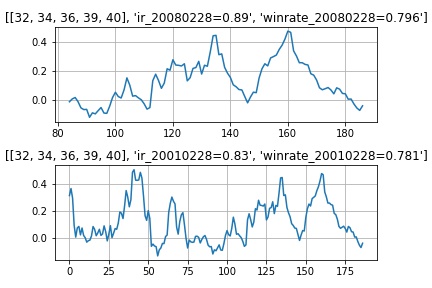 [[32, 34, 36, 39, 40], 'ir_20080228=0.89', 'winrate_20080228=0.796']
0.4
0.2
0.0
80 100 120 140 160 180
[[32, 34, 36, 39, 40], 'ir_20010228=0.83', 'winrate_20010228=0.781']
0.4
0.2
0.0
0 25 50 75 100 125 150 175